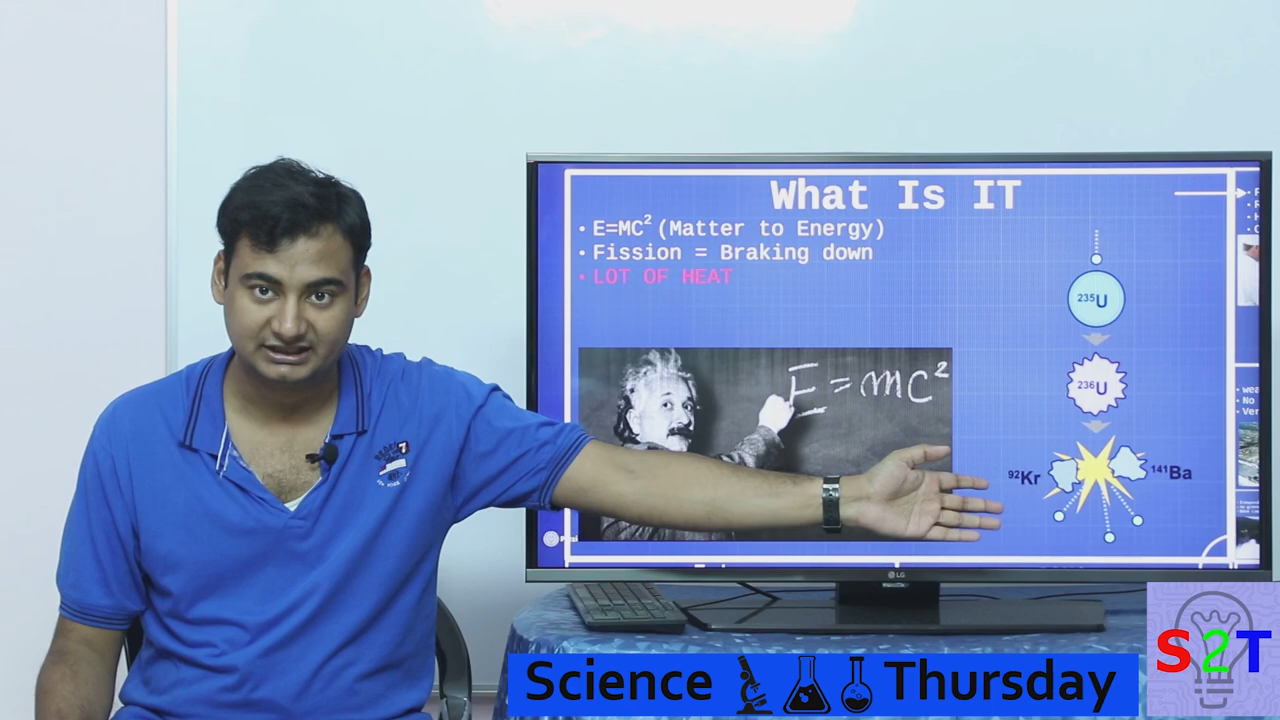 What Is IT
• E=MC² (Matter to Energy)
• Fission = Braking down
• LOT OF HEAT
E = mc²
235U
236U
92Kr
141Ba
LG
Science Thursday
S2T